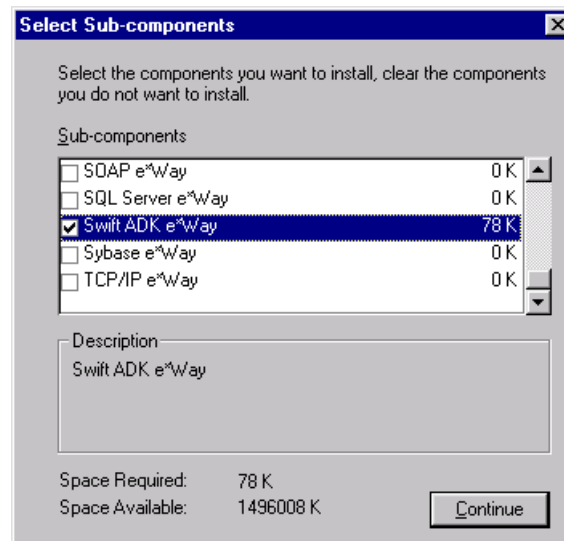 Select Sub-components
Select the components you want to install, clear the components
you do not want to install.
Sub-components
SOAP e*Way 0 K
SQL Server e*Way 0 K
Swift ADK e*Way 78 K
Sybase e*Way 0 K
TCP/IP e*Way 0 K
Description
Swift ADK e*Way
Space Required: 78 K
Space Available: 1496008 K
Continue